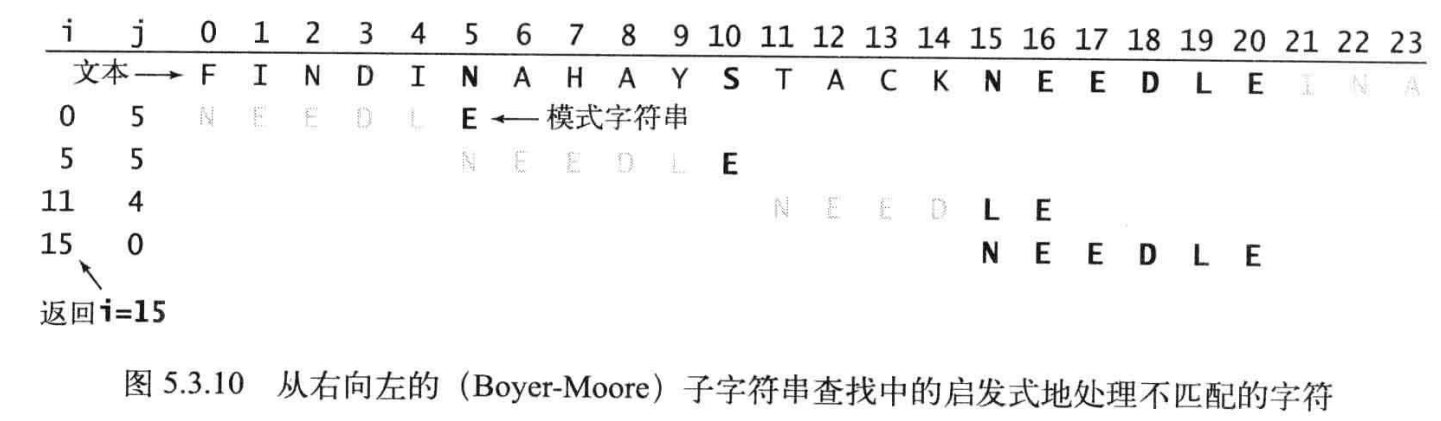 i j 0 1 2 3 4 5 6 7 8 9 10 11 12 13 14 15 16 17 18 19 20 21 22 23
文本 → F I N D I N A H A Y S T A C K N E E D L E I N A
0 5 N E E D L E ← 模式字符串
5 5 N E E D L E
11 4 N E E D L E
15 0 N E E D L E
返回i=15
图 5.3.10 从右向左的（Boyer-Moore）子字符串查找中的启发式地处理不匹配的字符